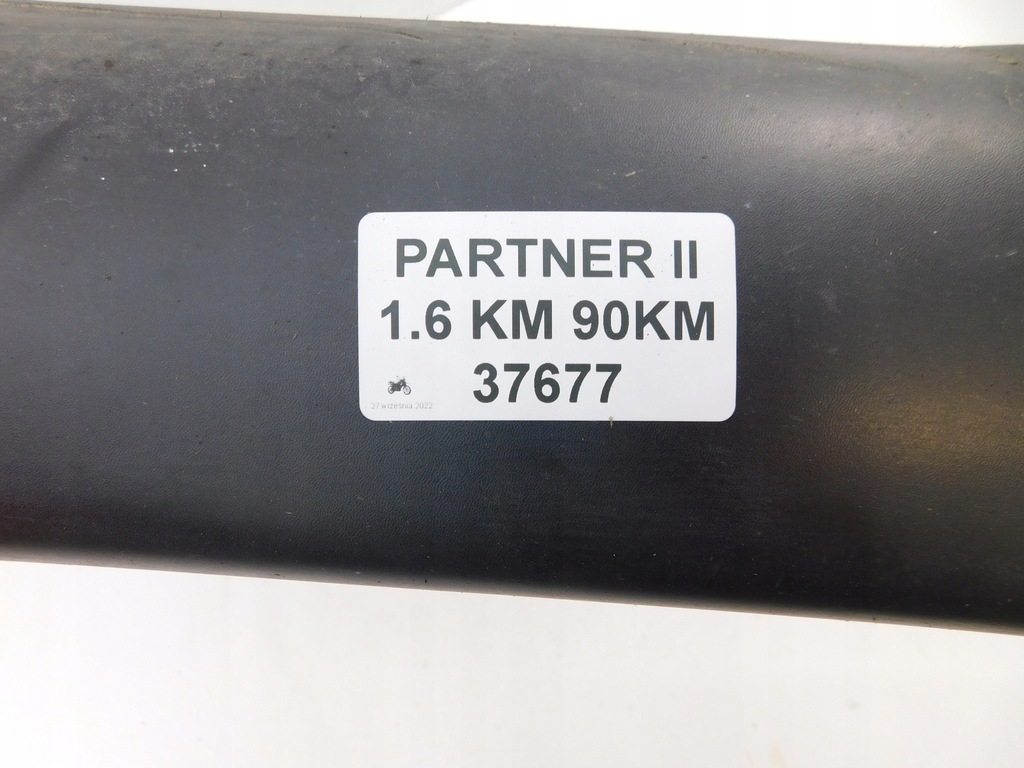 PARTNER II
1.6 KM 90KM
37677
27 września 2022